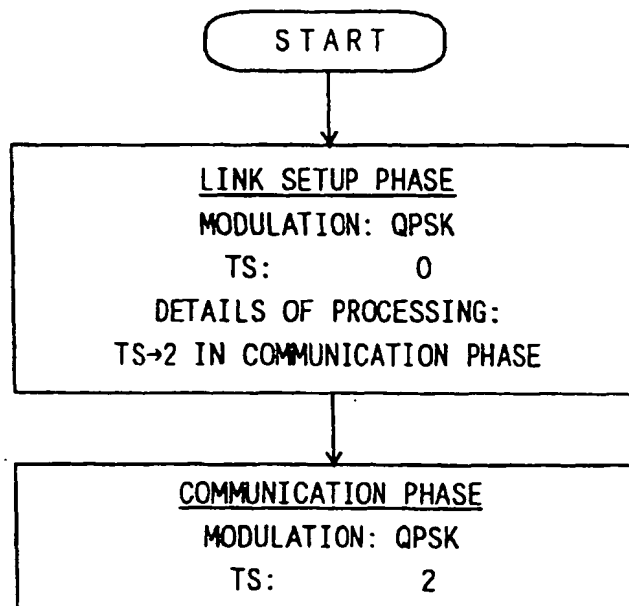 START
LINK SETUP PHASE
MODULATION: QPSK
TS: 0
DETAILS OF PROCESSING:
TS→2 IN COMMUNICATION PHASE
COMMUNICATION PHASE
MODULATION: QPSK
TS: 2